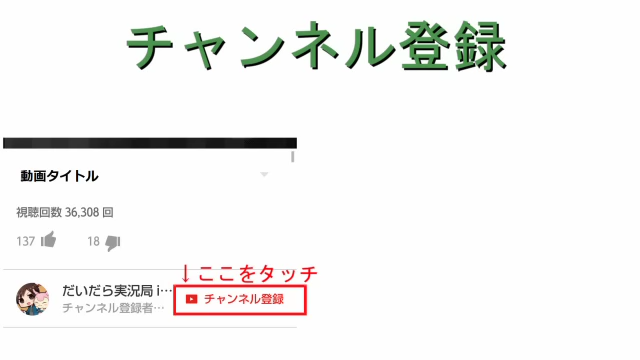 チャンネル登録
動画タイトル
視聴回数 36,308 回
137 18
↓ここをタッチ
だいだら実況局 i…
チャンネル登録
チャンネル登録者…